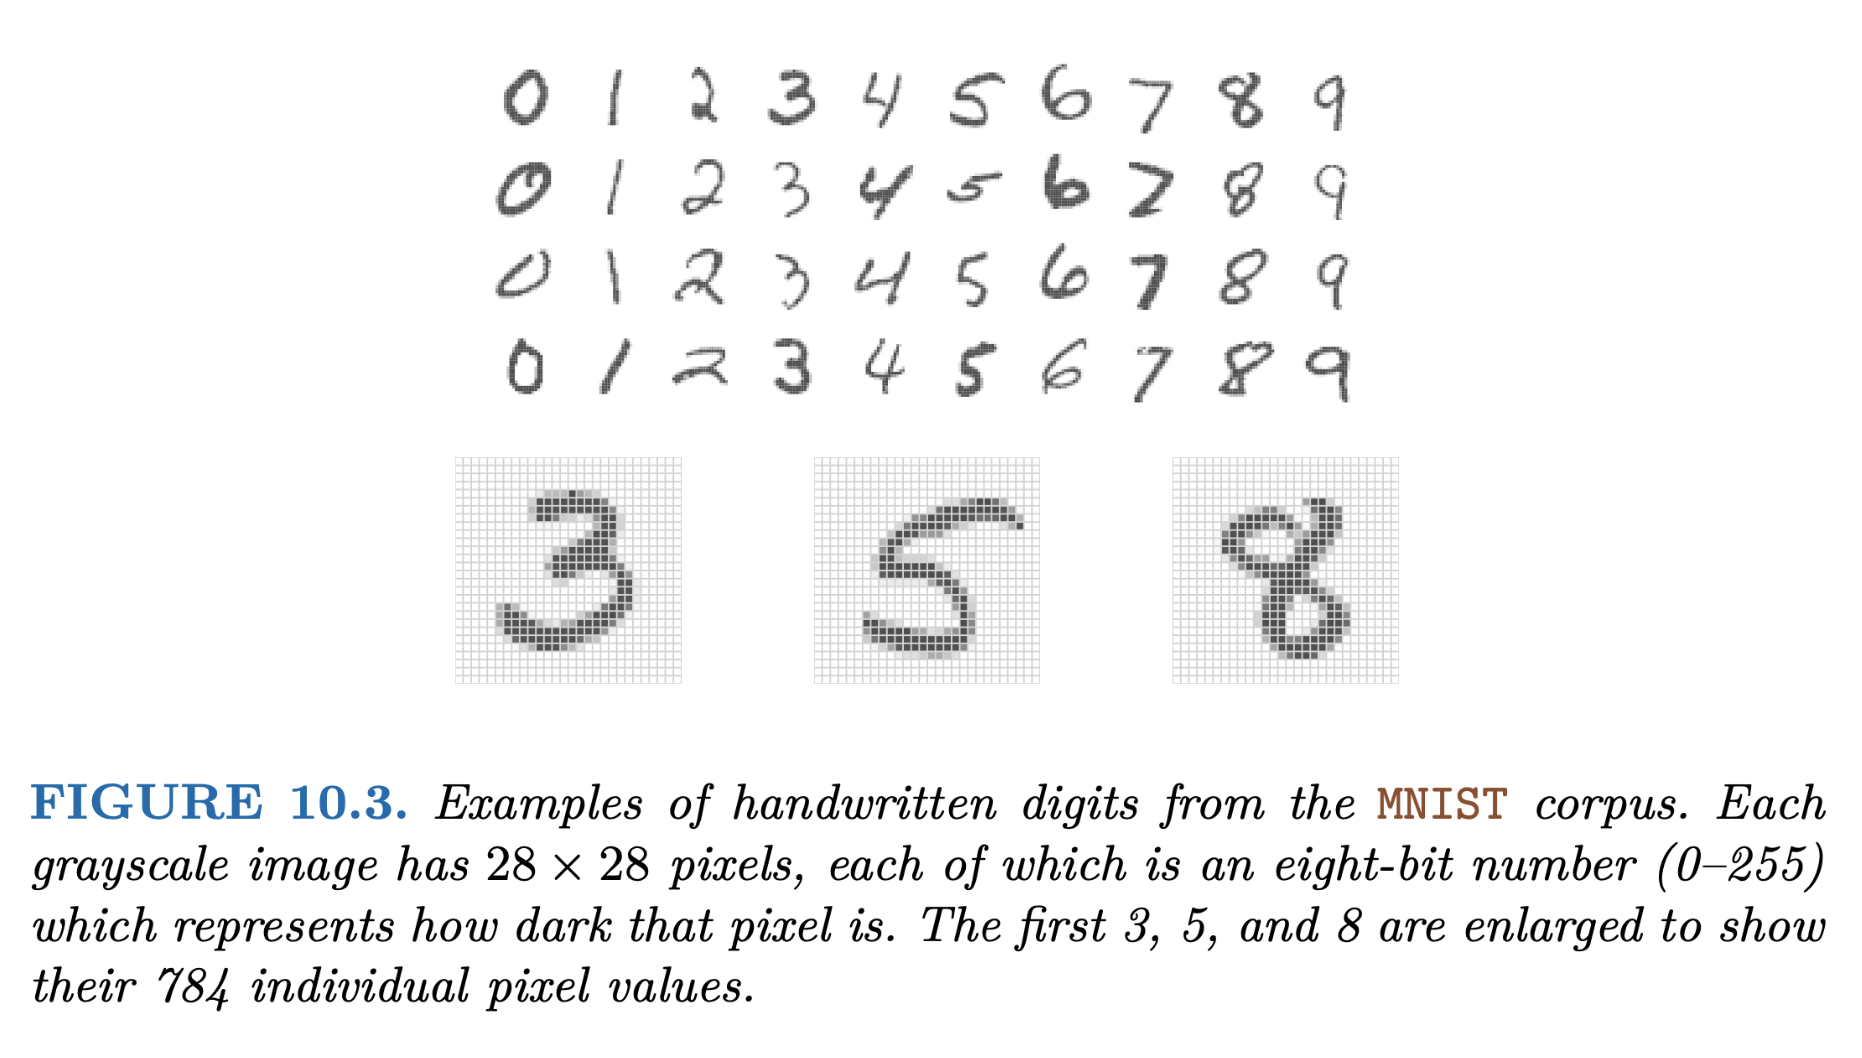 0 1 2 3 4 5 6 7 8 9
0 1 2 3 4 5 6 7 8 9
0 1 2 3 4 5 6 7 8 9
0 1 2 3 4 5 6 7 8 9
3 5 8
FIGURE 10.3. Examples of handwritten digits from the MNIST corpus. Each
grayscale image has 28 × 28 pixels, each of which is an eight-bit number (0–255)
which represents how dark that pixel is. The first 3, 5, and 8 are enlarged to show
their 784 individual pixel values.